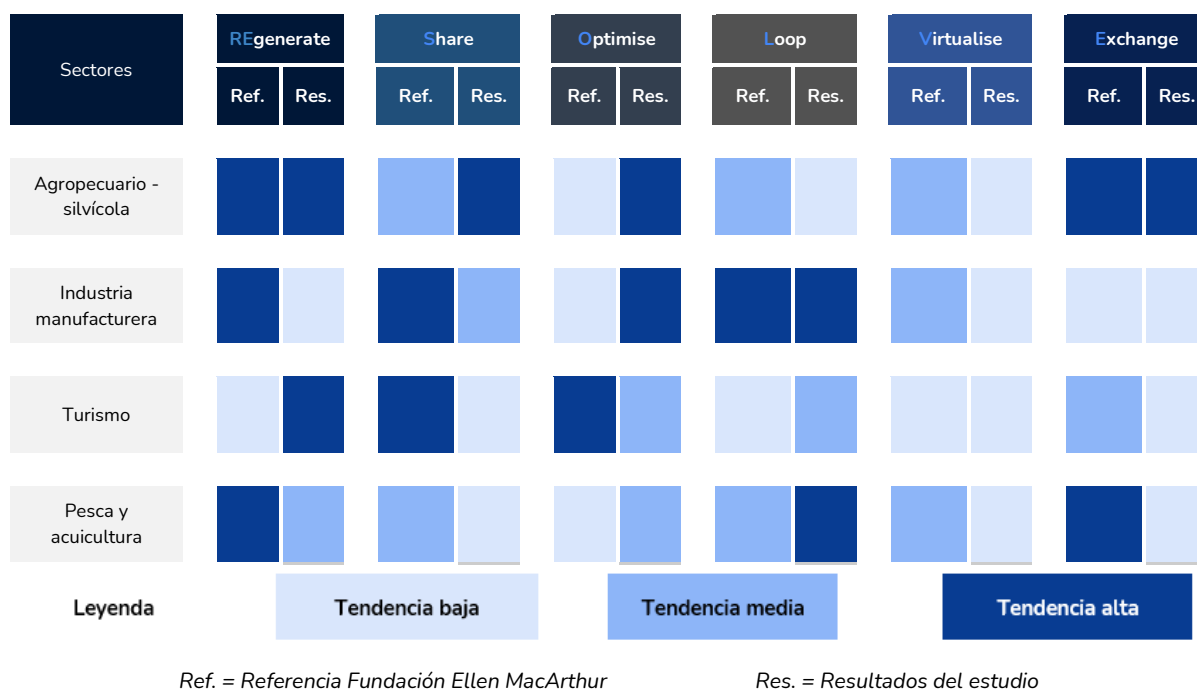 Sectores
REgenerate
Share
Optimise
Loop
Virtualise
Exchange
Ref. Res.
Ref. Res.
Ref. Res.
Ref. Res.
Ref. Res.
Ref. Res.
Agropecuario -
silvícola
Industria
manufacturera
Turismo
Pesca y
acuicultura
Leyenda
Tendencia baja
Tendencia media
Tendencia alta
Ref. = Referencia Fundación Ellen MacArthur
Res. = Resultados del estudio